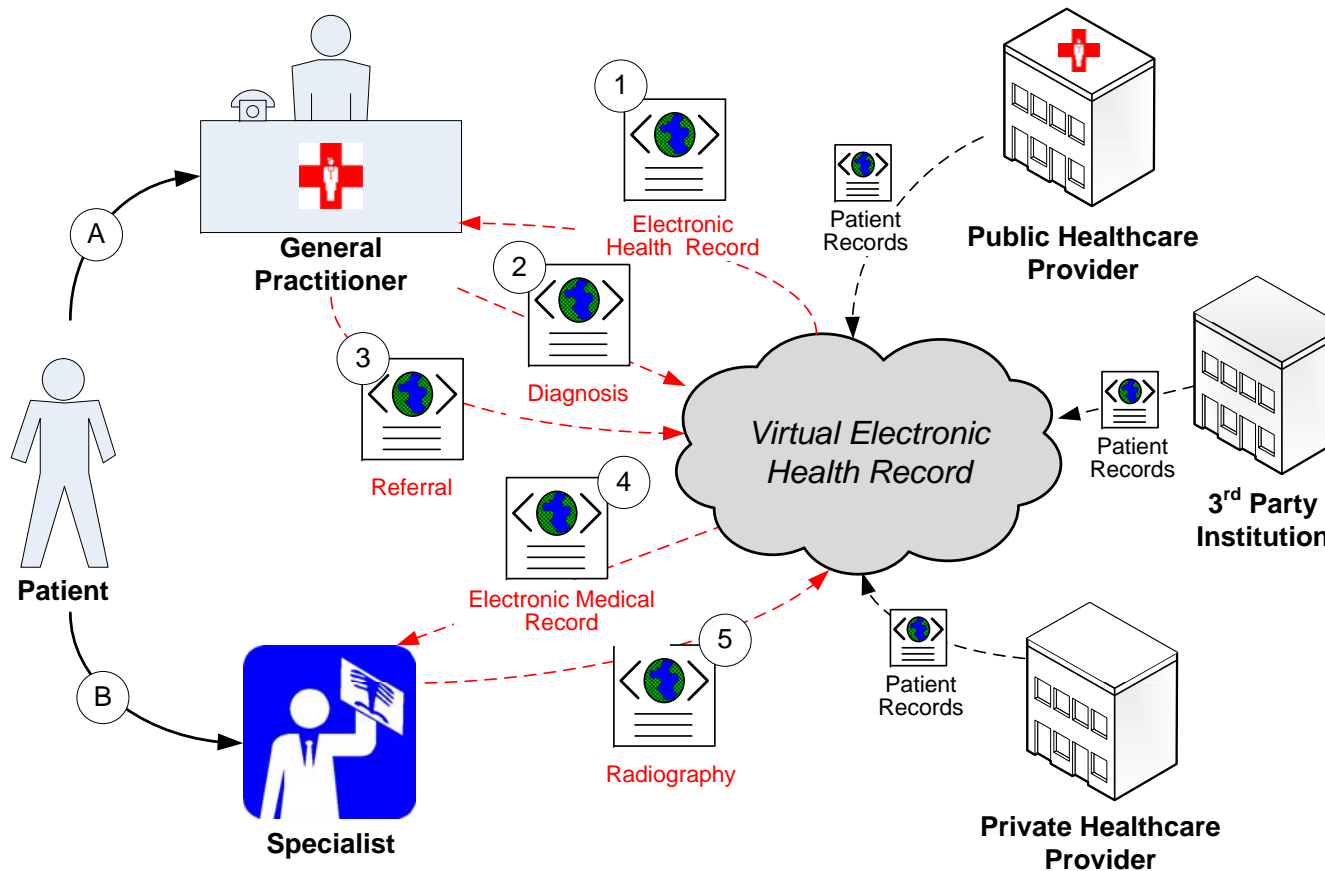 1
Electronic
Health Record
Patient
Records
Public Healthcare
Provider
A
General
Practitioner
2
Diagnosis
3
Referral
Virtual Electronic
Health Record
Patient
Records
3rd Party
Institution
4
Electronic Medical
Record
Patient
B
5
Radiography
Patient
Records
Specialist
Private Healthcare
Provider